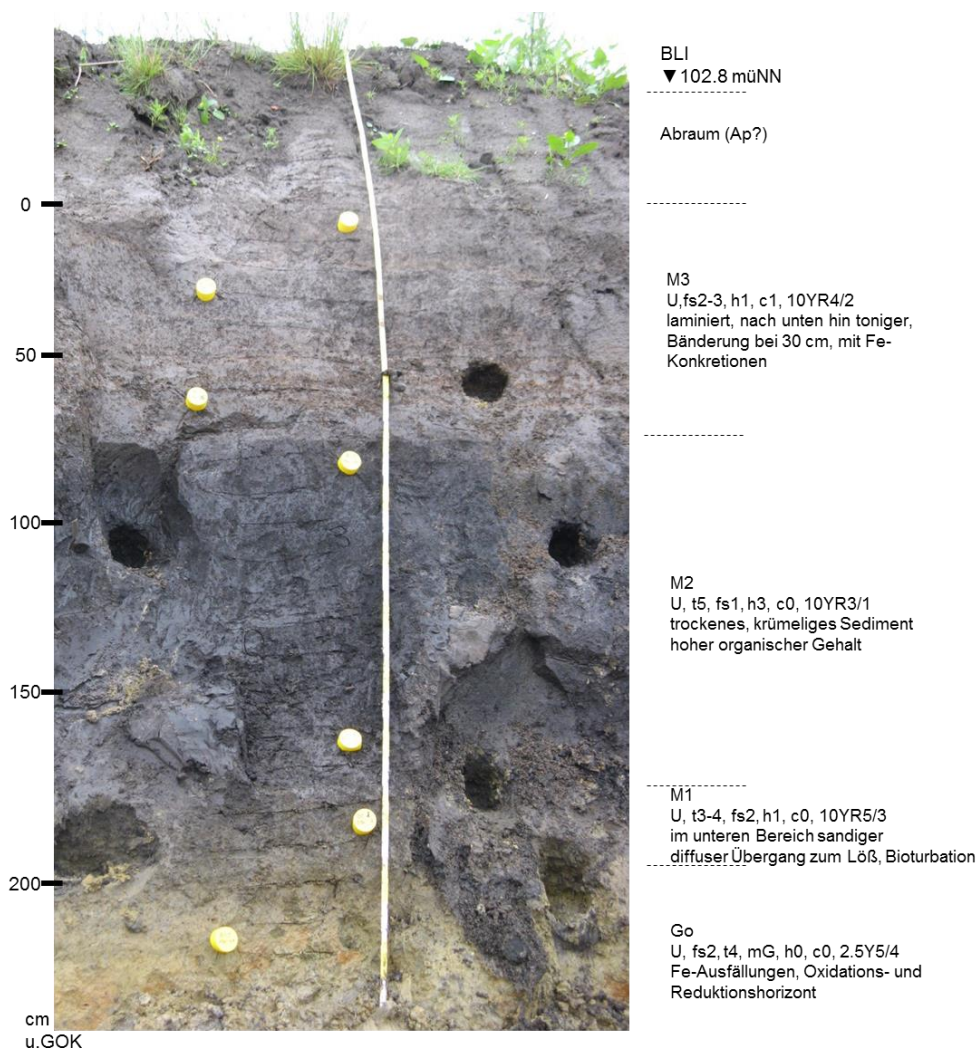 BLI
▼102.8 müNN
Abraum (Ap?)
0
M3
U,fs2-3, h1, c1, 10YR4/2
laminiert, nach unten hin toniger,
Bänderung bei 30 cm, mit Fe-
Konkretionen
50
100
M2
U, t5, fs1, h3, c0, 10YR3/1
trockenes, krümeliges Sediment
hoher organischer Gehalt
150
M1
U, t3-4, fs2, h1, c0, 10YR5/3
im unteren Bereich sandiger
diffuser Übergang zum Löß, Bioturbation
200
Go
U, fs2, t4, mG, h0, c0, 2.5Y5/4
Fe-Ausfällungen, Oxidations- und
Reduktionshorizont
cm
u.GOK